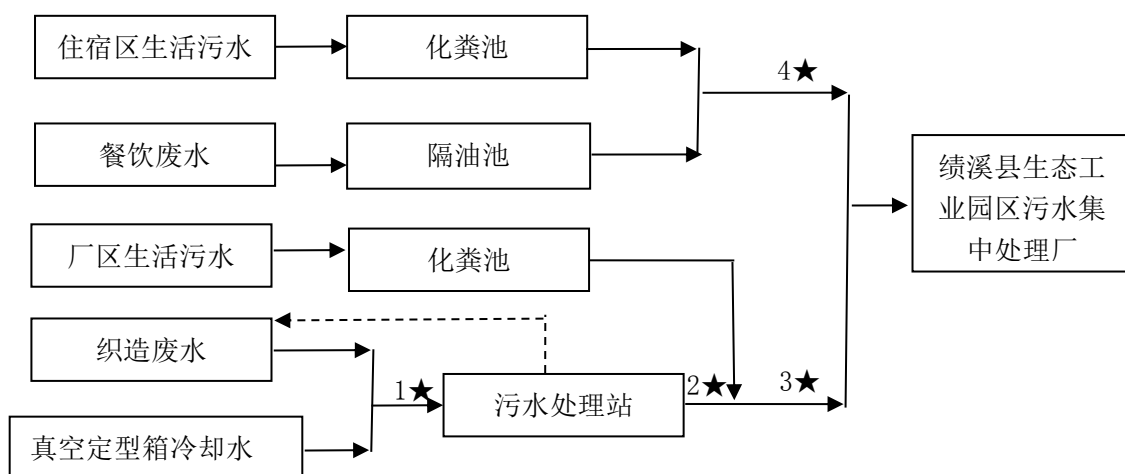 住宿区生活污水
化粪池
4★
餐饮废水
隔油池
绩溪县生态工
业园区污水集
中处理厂
厂区生活污水
化粪池
织造废水
1★
污水处理站
2★
3★
真空定型箱冷却水